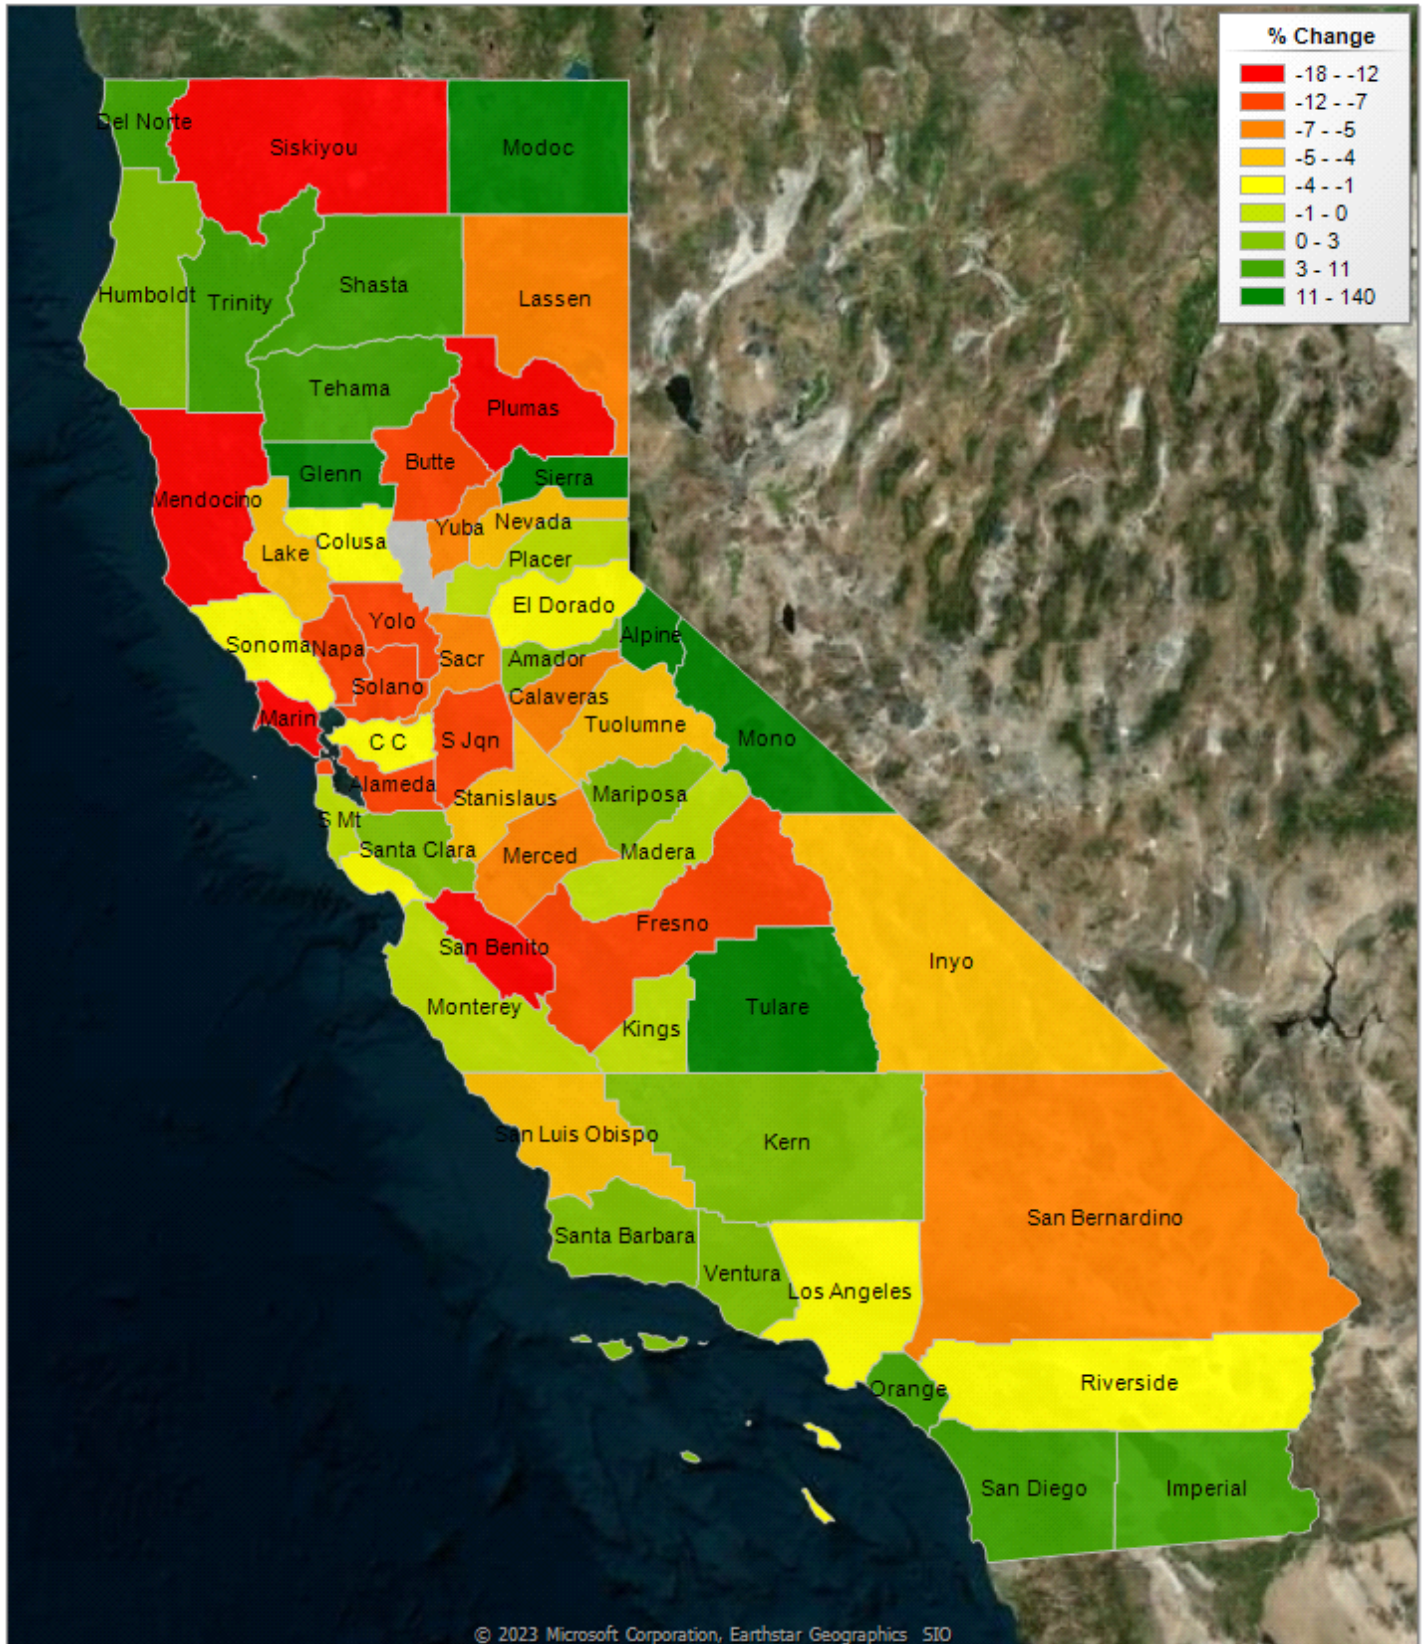 % Change
-18 - -12
-12 - -7
-7 - -5
-5 - -4
-4 - -1
-1 - 0
0 - 3
3 - 11
11 - 140
Del Norte
Siskiyou
Modoc
Humboldt
Trinity
Shasta
Lassen
Tehama
Plumas
Mendocino
Glenn
Butte
Sierra
Lake
Colusa
Yuba
Nevada
Placer
El Dorado
Sonoma
Napa
Yolo
Sacr
Amador
Alpine
Solano
Calaveras
Marin
C C
S Jqn
Tuolumne
Mono
Alameda
Stanislaus
Mariposa
S Mt
Santa Clara
Merced
Madera
San Benito
Fresno
Inyo
Monterey
Kings
Tulare
San Luis Obispo
Kern
Santa Barbara
Ventura
Los Angeles
San Bernardino
Orange
Riverside
San Diego
Imperial
© 2023 Microsoft Corporation, Earthstar Geographics SIO